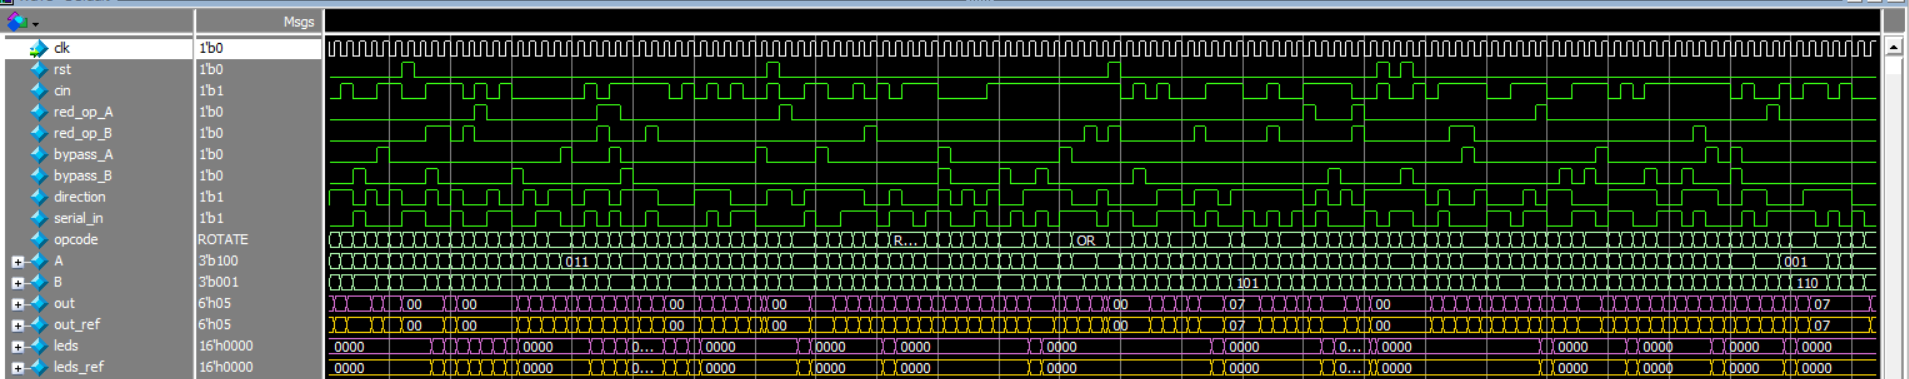 Msgs
clk 1'b0
rst 1'b0
cin 1'b1
red_op_A 1'b0
red_op_B 1'b0
bypass_A 1'b0
bypass_B 1'b0
direction 1'b1
serial_in 1'b1
opcode ROTATE R... OR
A 3'b100 011 001
B 3'b001 101 110
out 6'h05 00 00 00 00 00 07 00 07
out_ref 6'h05 00 00 00 00 00 07 00 07
leds 16'h0000 0000 0000 0... 0000 0000 0000 0000 0000 0... 0000 0000 0000 0000 0000
leds_ref 16'h0000 0000 0000 0... 0000 0000 0000 0000 0000 0... 0000 0000 0000 0000 0000